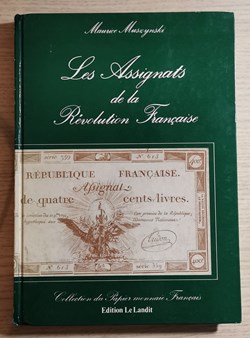 Maurice Muszynski
Les Assignats
de la
Révolution Française
RÉPUBLIQUE FRANÇAISE.
Assignat
de quatre cents livres.
Collection du Papier monnaie Français
Edition Le Landit